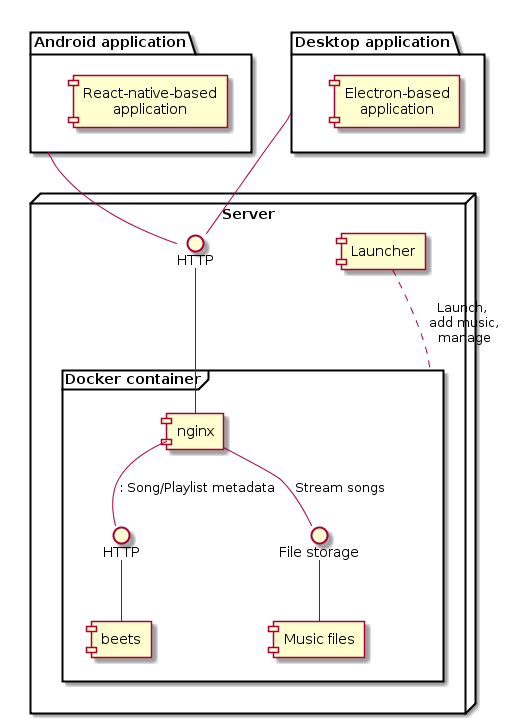 Android application
Desktop application
React-native-based
application
Electron-based
application
Server
HTTP
Launcher
Launch,
add music,
manage
Docker container
nginx
: Song/Playlist metadata
Stream songs
HTTP
File storage
beets
Music files